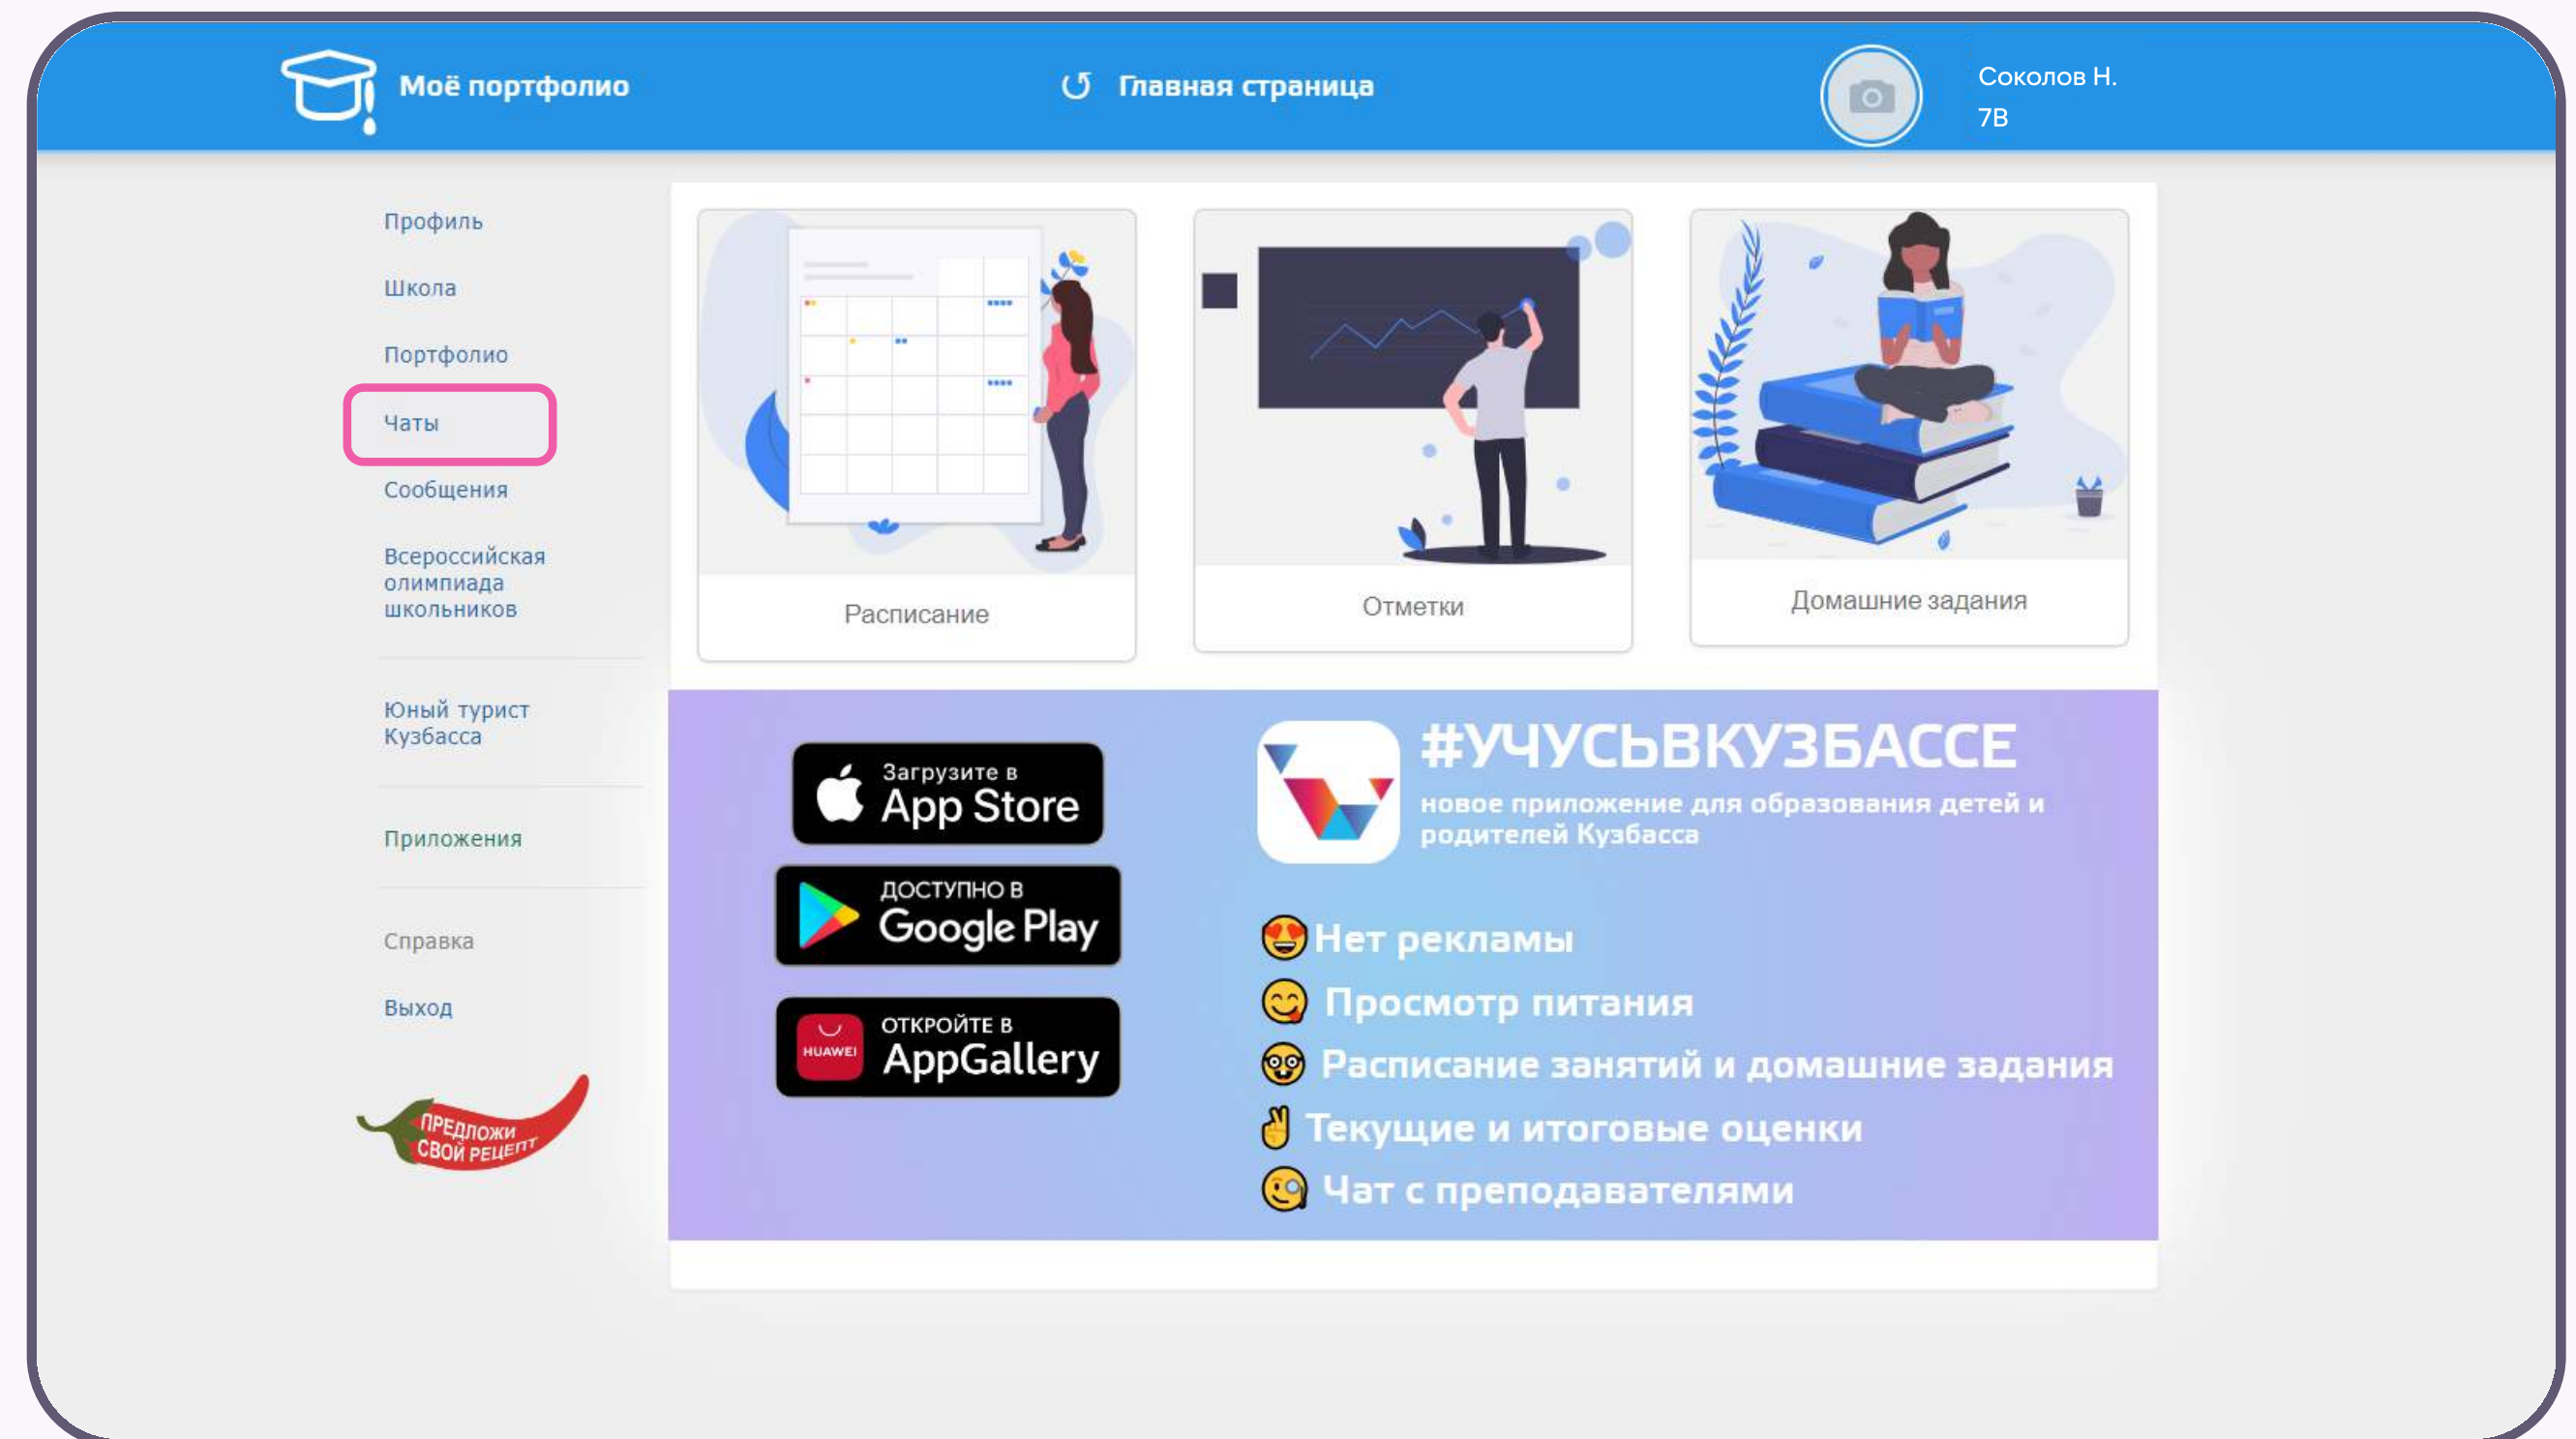 Моё портфолио
Главная страница
Соколов Н.
7В
Профиль
Школа
Портфолио
Чаты
Сообщения
Всероссийская
олимпиада
школьников
Юный турист
Кузбасса
Приложения
Справка
Выход
ПРЕДЛОЖИ
СВОЙ РЕЦЕПТ
Расписание
Отметки
Домашние задания
Загрузите в
App Store
ДОСТУПНО В
Google Play
HUAWEI
ОТКРОЙТЕ В
AppGallery
#УЧУСЬВКУЗБАССЕ
новое приложение для образования детей и
родителей Кузбасса
Нет рекламы
Просмотр питания
Расписание занятий и домашние задания
Текущие и итоговые оценки
Чат с преподавателями